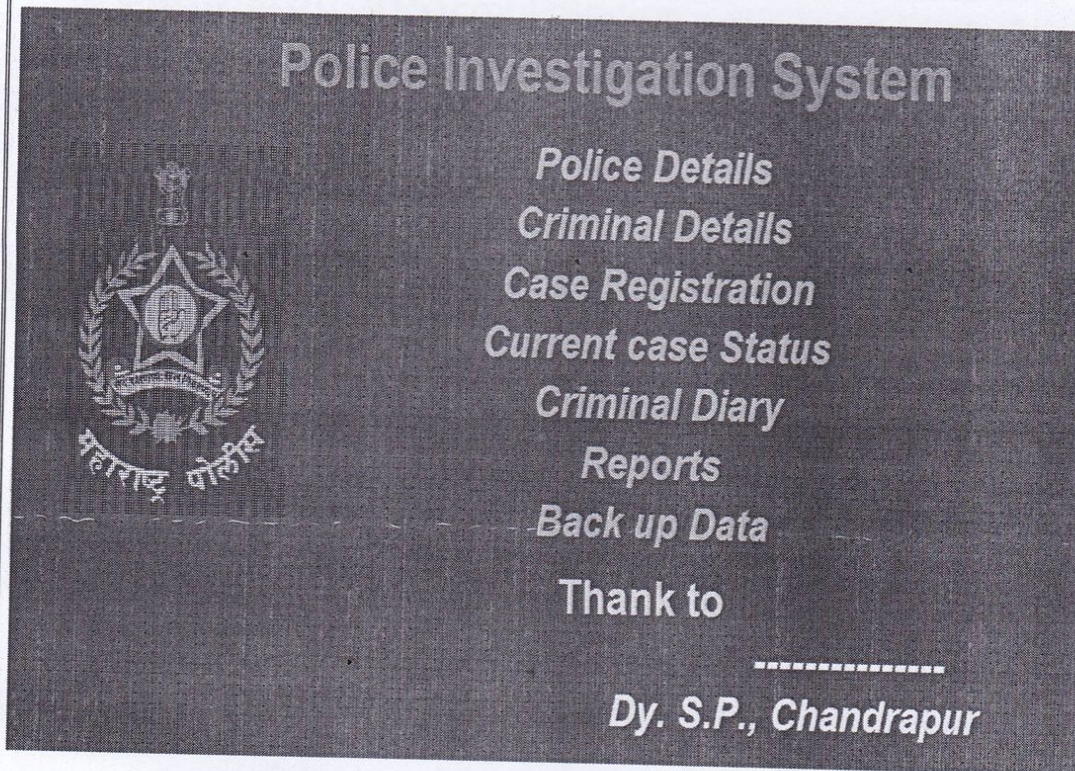 Police Investigation System
Police Details
Criminal Details
Case Registration
Current case Status
Criminal Diary
Reports
Back up Data
महाराष्ट्र पोलीस
Thank to
---------------
Dy. S.P., Chandrapur